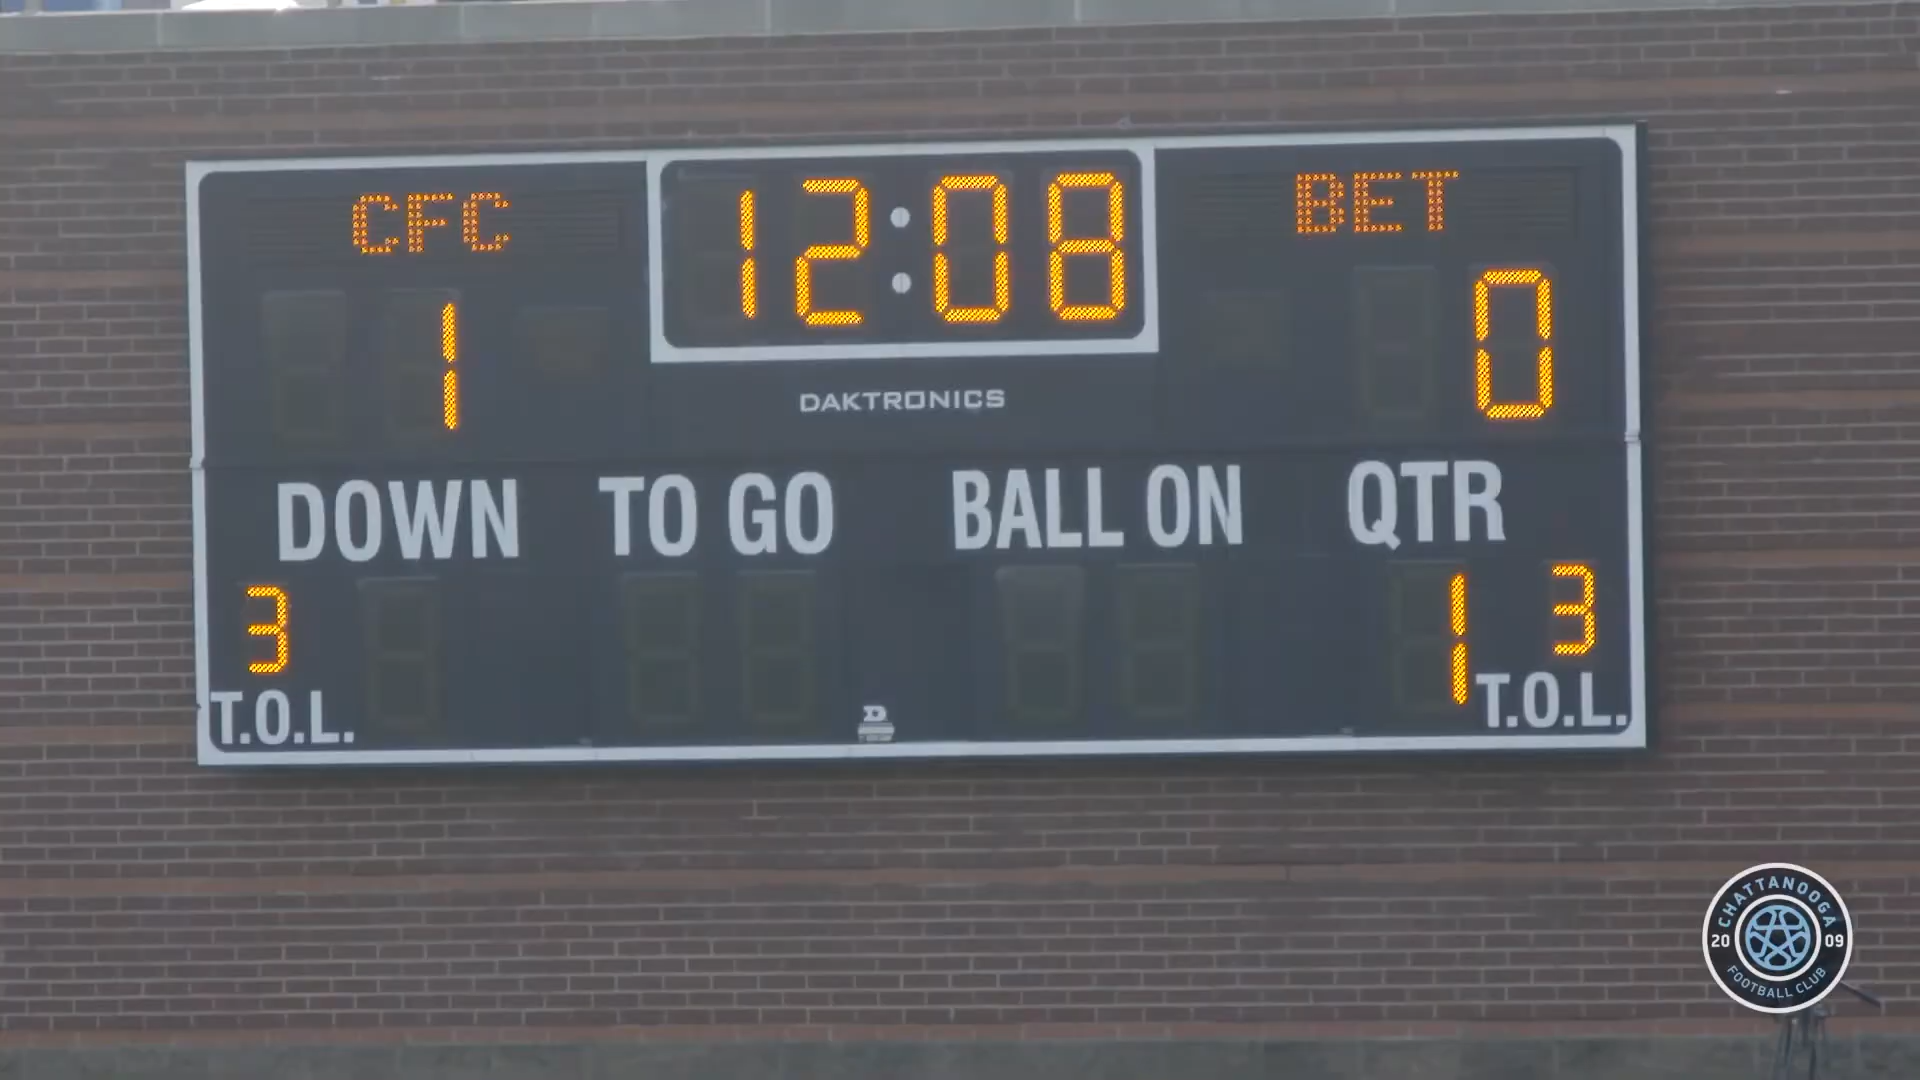 CFC 12:08 BET
1 0
DAKTRONICS
DOWN TO GO BALL ON QTR
3 1 3
T.O.L. T.O.L.
CHATTANOOGA
20 09
FOOTBALL CLUB